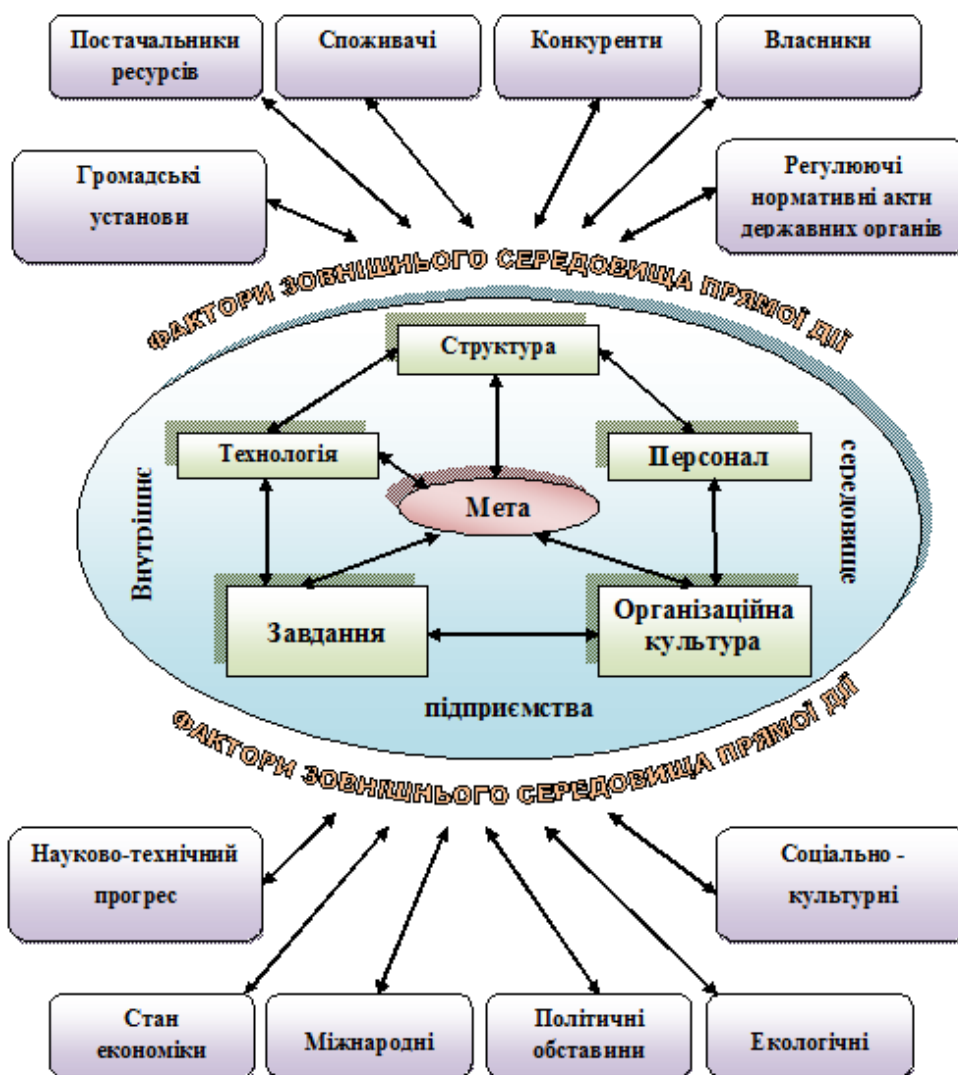 Постачальники
ресурсів
Споживачі
Конкуренти
Власники
Громадські
установи
Регулюючі
нормативні акти
державних органів
ФАКТОРИ ЗОВНІШНЬОГО СЕРЕДОВИЩА ПРЯМОЇ ДІЇ
Структура
Технологія
Персонал
Мета
Внутрішнє
середовище
Завдання
Організаційна
культура
підприємства
ФАКТОРИ ЗОВНІШНЬОГО СЕРЕДОВИЩА ПРЯМОЇ ДІЇ
Науково-технічний
прогрес
Соціально -
культурні
Стан
економіки
Міжнародні
Політичні
обставини
Екологічні